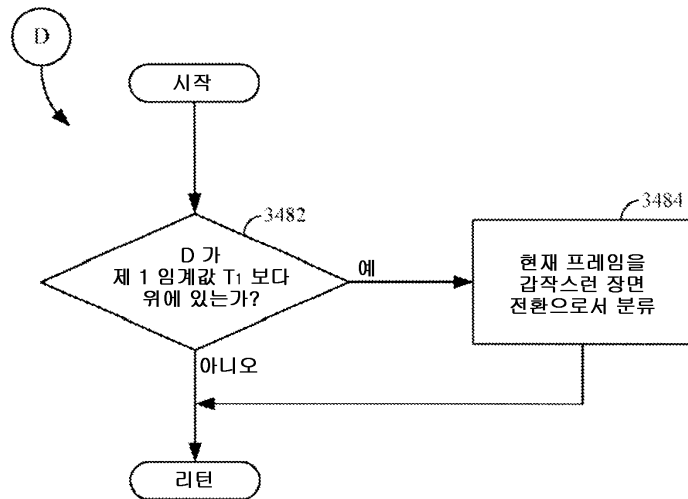 D
시작
3482
D 가
제 1 임계값 T₁ 보다
위에 있는가?
예
3484
현재 프레임을
갑작스런 장면
전환으로서 분류
아니오
리턴